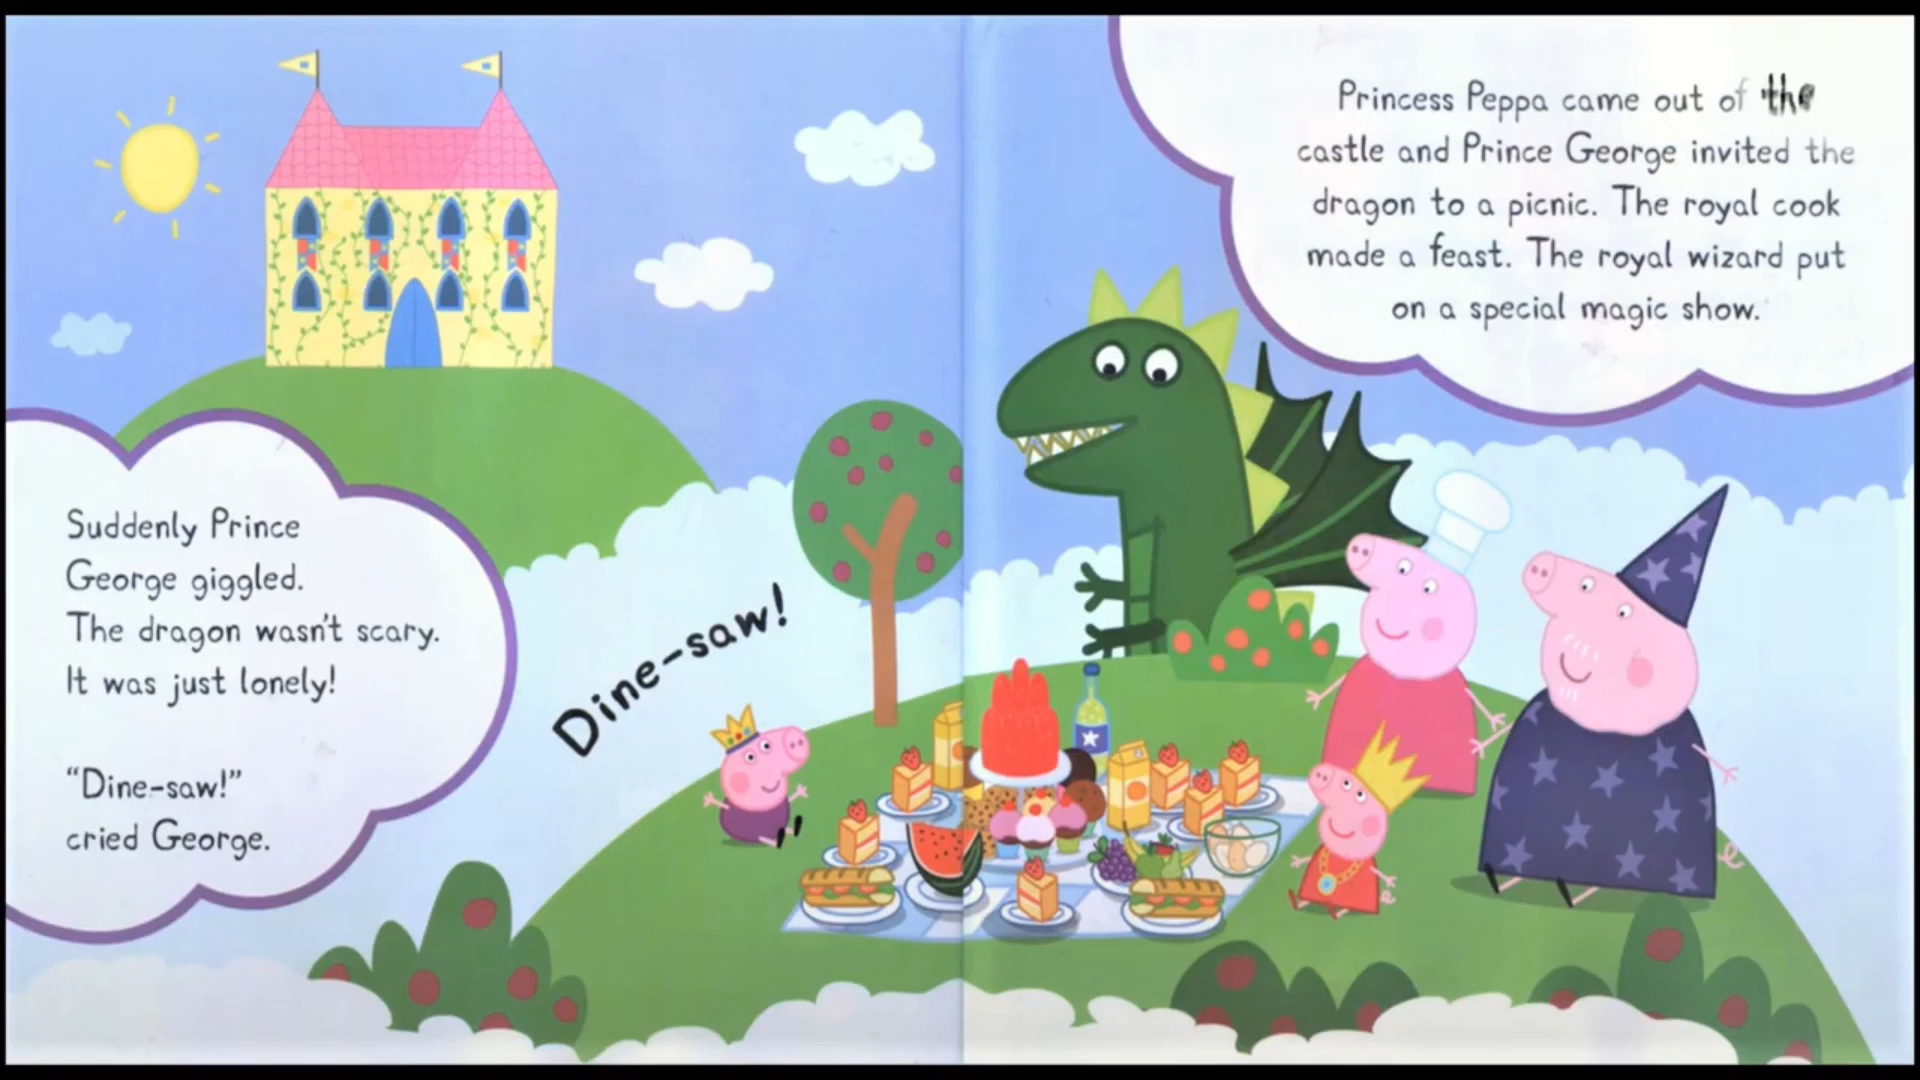 Suddenly Prince
George giggled.
The dragon wasn't scary.
It was just lonely!
“Dine-saw!”
cried George.
Dine-saw!
Princess Peppa came out of the
castle and Prince George invited the
dragon to a picnic. The royal cook
made a feast. The royal wizard put
on a special magic show.